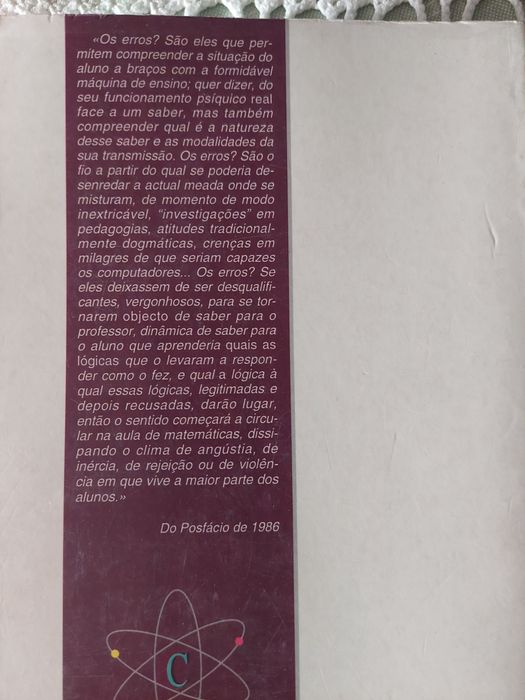 «Os erros? São eles que per-
mitem compreender a situação do
aluno a braços com a formidável
máquina de ensino; quer dizer, do
seu funcionamento psíquico real
face a um saber, mas também
compreender qual é a natureza
desse saber e as modalidades da
sua transmissão. Os erros? São o
fio a partir do qual se poderia de-
senredar a actual meada onde se
misturam, de momento de modo
inextricável, “investigações” em
pedagogias, atitudes tradicional-
mente dogmáticas, crenças em
milagres de que seriam capazes
os computadores... Os erros? Se
eles deixassem de ser desqualifi-
cantes, vergonhosos, para se tor-
narem objecto de saber para o
professor, dinâmica de saber para
o aluno que aprenderia quais as
lógicas que o levaram a respon-
der como o fez, e qual a lógica à
qual essas lógicas, legitimadas e
depois recusadas, darão lugar,
então o sentido começará a circu-
lar na aula de matemáticas, dissi-
pando o clima de angústia, de
inércia, de rejeição ou de violên-
cia em que vive a maior parte dos
alunos.»
Do Posfácio de 1986
C